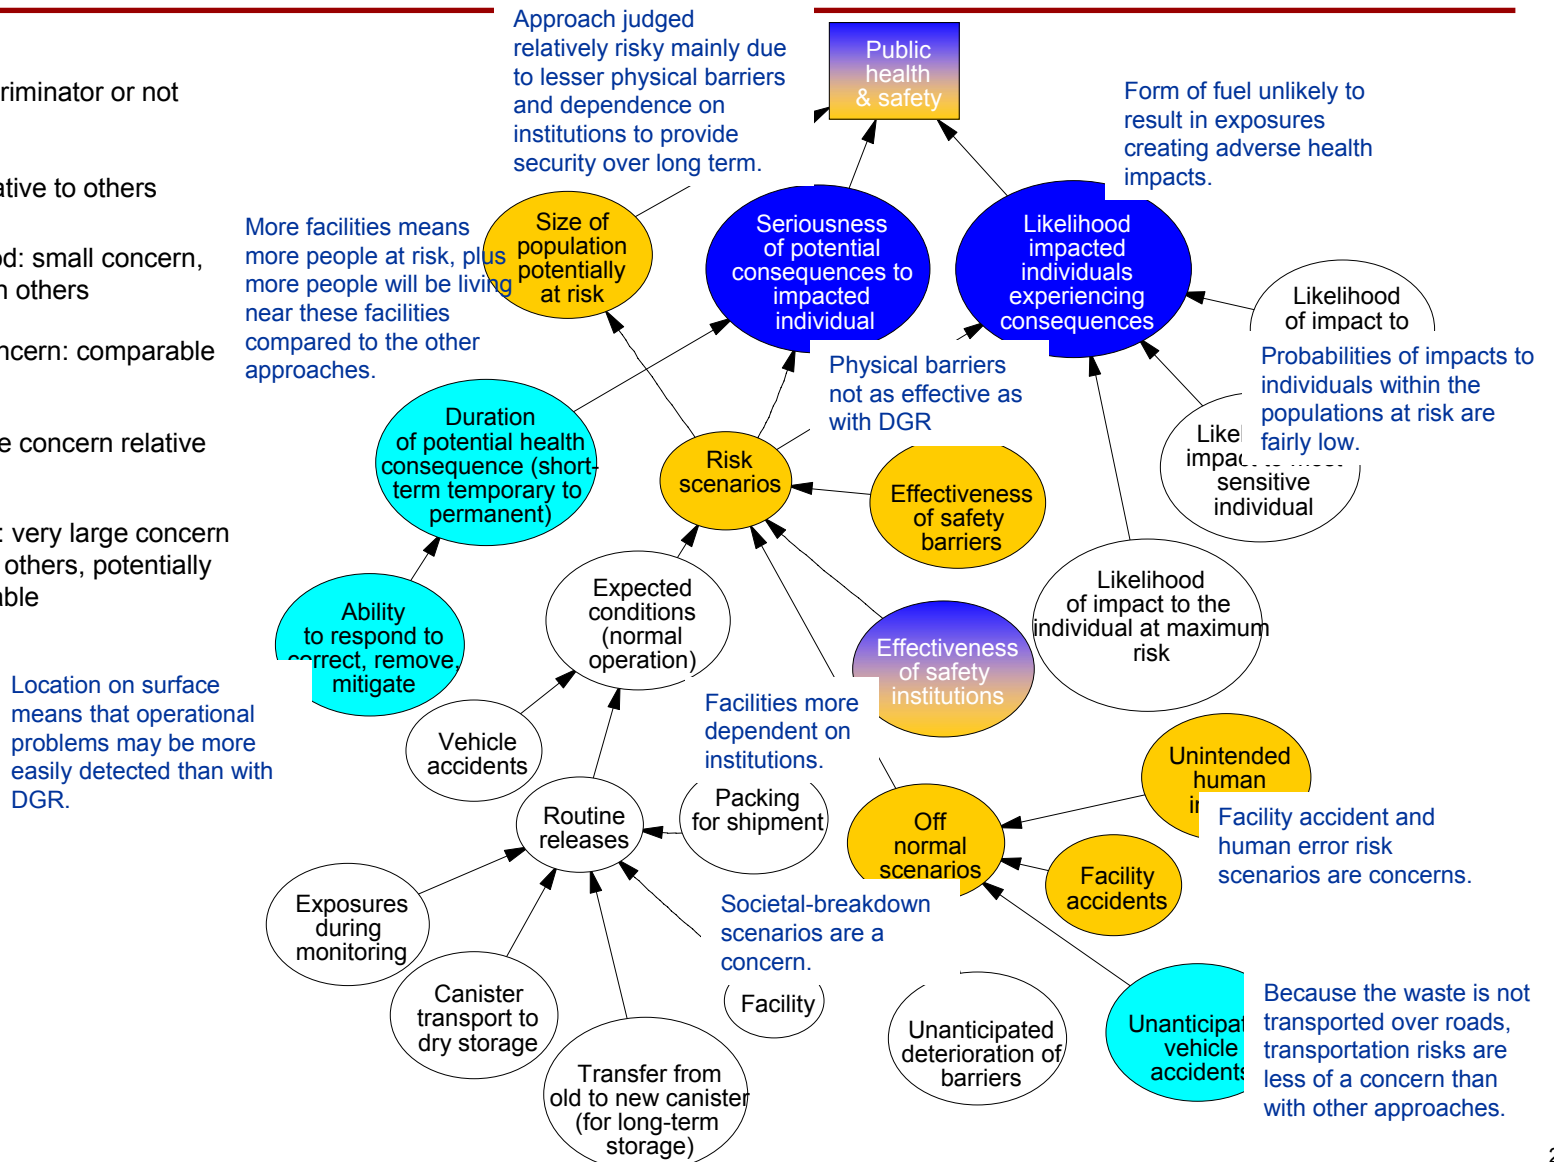 Approach judged
relatively risky mainly due
to lesser physical barriers
and dependence on
institutions to provide
security over long term.
Public
health
& safety
Form of fuel unlikely to
result in exposures
creating adverse health
impacts.
riminator or not
ative to others
od: small concern,
n others
ncern: comparable
e concern relative
: very large concern
others, potentially
able
More facilities means
more people at risk, plus
more people will be living
near these facilities
compared to the other
approaches.
Size of
population
potentially
at risk
Seriousness
of potential
consequences to
impacted
individual
Likelihood
impacted
individuals
experiencing
consequences
Likelihood
of impact to
Probabilities of impacts to
individuals within the
populations at risk are
fairly low.
Physical barriers
not as effective as
with DGR
Duration
of potential health
consequence (short-
term temporary to
permanent)
Risk
scenarios
Effectiveness
of safety
barriers
Likel
impact to most
sensitive
individual
Ability
to respond to
correct, remove,
mitigate
Expected
conditions
(normal
operation)
Effectiveness
of safety
institutions
Likelihood
of impact to the
individual at maximum
risk
Location on surface
means that operational
problems may be more
easily detected than with
DGR.
Vehicle
accidents
Facilities more
dependent on
institutions.
Unintended
human
Routine
releases
Packing
for shipment
Off
normal
scenarios
Facility accident and
human error risk
scenarios are concerns.
Facility
accidents
Exposures
during
monitoring
Societal-breakdown
scenarios are a
concern.
Canister
transport to
dry storage
Facility
Unanticipated
deterioration of
barriers
Unanticipat
vehicle
accidents
Because the waste is not
transported over roads,
transportation risks are
less of a concern than
with other approaches.
Transfer from
old to new canister
(for long-term
storage)
2